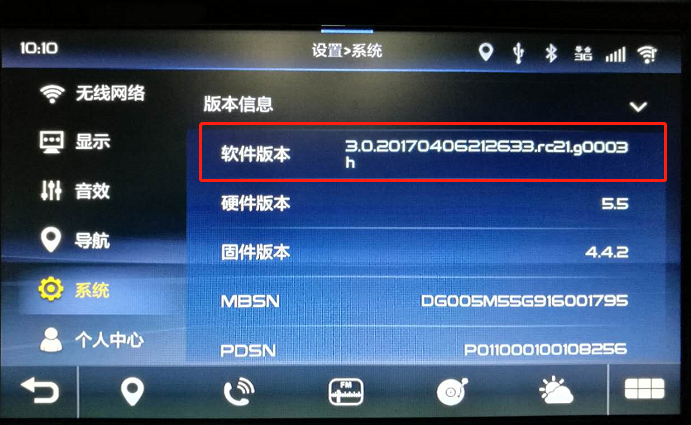 10:10
设置>系统
3G
无线网络
显示
音效
导航
系统
个人中心
版本信息
软件版本
3.0.20170406212633.rc21.g0003
h
硬件版本
5.5
固件版本
4.4.2
MBSN
DG005M55G916001795
PDSN
P011000100108256
FM